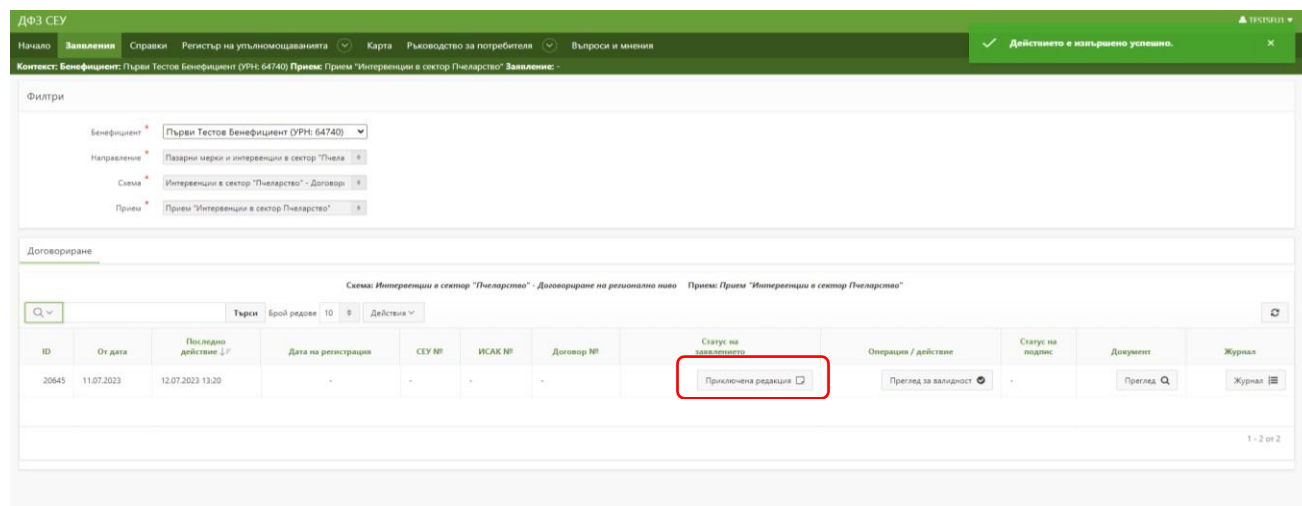 ДФЗ СЕУ
TESTSEU1
Начало Заявления Справки Регистър на упълномощаванията Карта Ръководство за потребителя Въпроси и мнения
Действието е извършено успешно.
Контекст: Бенефициент: Първи Тестов Бенефициент (УРН: 64740) Прием: Прием "Интервенции в сектор Пчеларство" Заявление: -
Филтри
Бенефициент * Първи Тестов Бенефициент (УРН: 64740)
Направление * Пазарни мерки и интервенции в сектор "Пчела
Схема * Интервенции в сектор "Пчеларство" - Договори
Прием * Прием "Интервенции в сектор Пчеларство"
Договориране
Схема: Интервенции в сектор "Пчеларство" - Договориране на регионално ниво Прием: Прием "Интервенции в сектор Пчеларство"
Търси Брой редове 10 Действия
ID От дата Последно действие Дата на регистрация СЕУ № ИСАК № Договор № Статус на заявлението Операция / действие Статус на подпис Документ Журнал
20645 11.07.2023 12.07.2023 13:20 - - - - Приключена редакция Преглед за валидност - Преглед Журнал
1 - 2 от 2